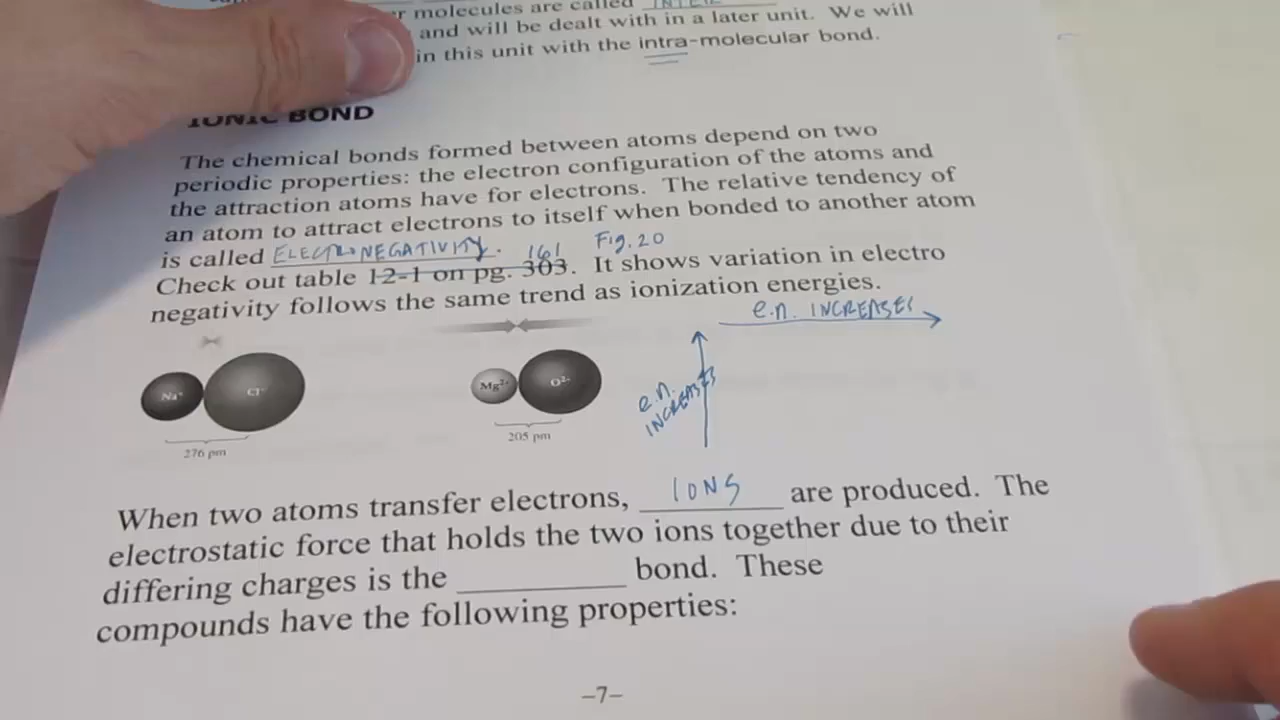 r molecules are called INTER
and will be dealt with in a later unit. We will
in this unit with the intra-molecular bond.
IONIC BOND
The chemical bonds formed between atoms depend on two
periodic properties: the electron configuration of the atoms and
the attraction atoms have for electrons. The relative tendency of
an atom to attract electrons to itself when bonded to another atom
is called ELECTRONEGATIVITY. 161 Fig. 20
Check out table 12-1 on pg. 303. It shows variation in electro
negativity follows the same trend as ionization energies.
e.n. INCREASES
Na⁺ Cl⁻ Mg²⁺ O²⁻
e.n. INCREASES
276 pm 205 pm
When two atoms transfer electrons, IONS are produced. The
electrostatic force that holds the two ions together due to their
differing charges is the ____________ bond. These
compounds have the following properties:
-7-